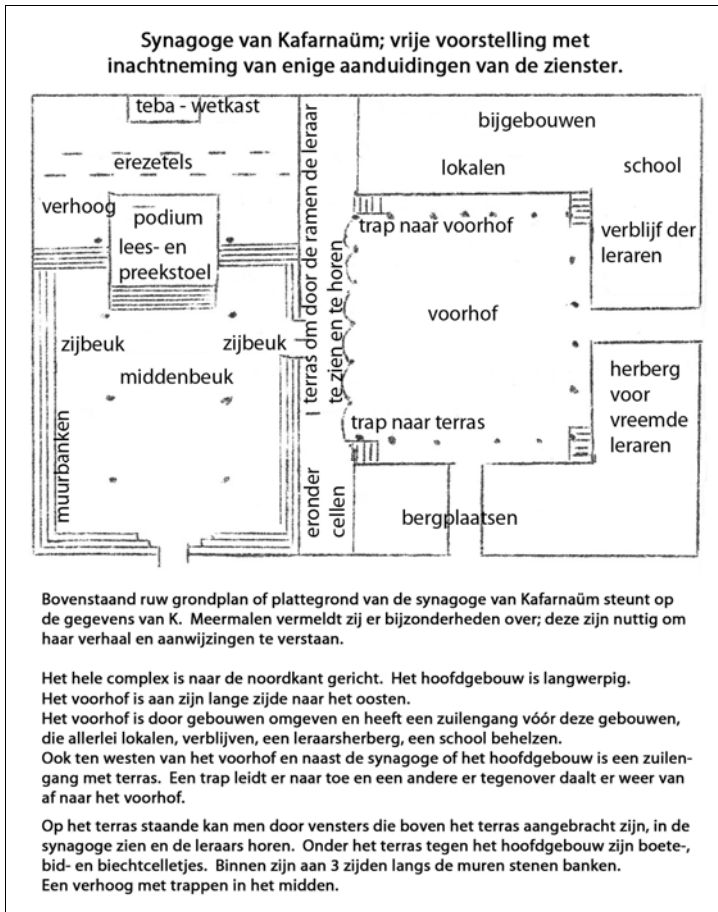 Synagoge van Kafarnaüm; vrije voorstelling met
inachtneming van enige aanduidingen van de zienster.
teba - wetkast
erezetels
verhoog
podium
lees- en
preekstoel
zijbeuk
zijbeuk
middenbeuk
muurbanken
terras om door de ramen de leraar
te zien en te horen
eronder
cellen
bijgebouwen
lokalen
school
trap naar voorhof
verblijf der
leraren
voorhof
herberg
voor
vreemde
leraren
trap naar terras
bergplaatsen
Bovenstaand ruw grondplan of plattegrond van de synagoge van Kafarnaüm steunt op
de gegevens van K. Meermalen vermeldt zij er bijzonderheden over; deze zijn nuttig om
haar verhaal en aanwijzingen te verstaan.
Het hele complex is naar de noordkant gericht. Het hoofdgebouw is langwerpig.
Het voorhof is aan zijn lange zijde naar het oosten.
Het voorhof is door gebouwen omgeven en heeft een zuilengang vóór deze gebouwen,
die allerlei lokalen, verblijven, een leraarsherberg, een school behelzen.
Ook ten westen van het voorhof en naast de synagoge of het hoofdgebouw is een zuilen-
gang met terras. Een trap leidt er naar toe en een andere er tegenover daalt er weer van
af naar het voorhof.
Op het terras staande kan men door vensters die boven het terras aangebracht zijn, in de
synagoge zien en de leraars horen. Onder het terras tegen het hoofdgebouw zijn boete-,
bid- en biechtcelletjes. Binnen zijn aan 3 zijden langs de muren stenen banken.
Een verhoog met trappen in het midden.